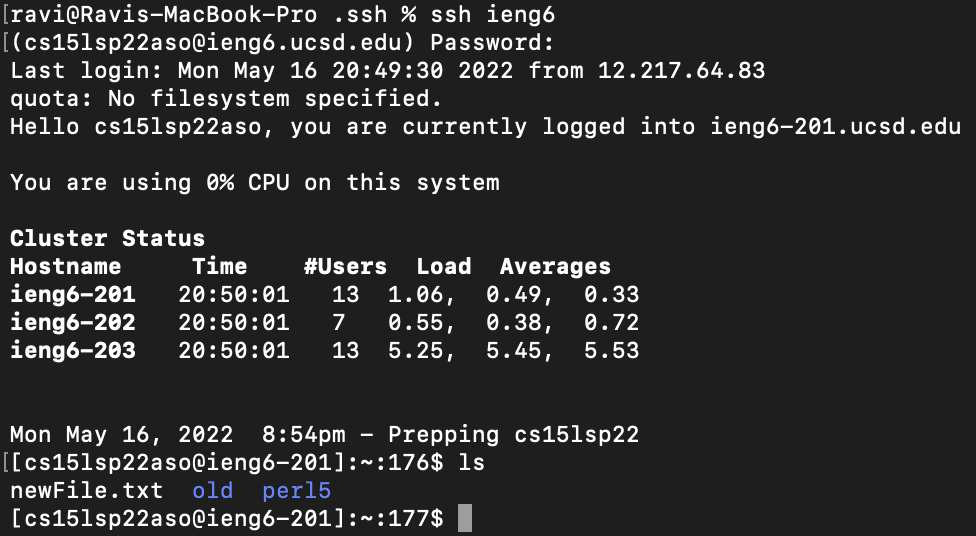 [ravi@Ravis-MacBook-Pro .ssh % ssh ieng6
[(cs15lsp22aso@ieng6.ucsd.edu) Password:
Last login: Mon May 16 20:49:30 2022 from 12.217.64.83
quota: No filesystem specified.
Hello cs15lsp22aso, you are currently logged into ieng6-201.ucsd.edu
You are using 0% CPU on this system
Cluster Status
Hostname     Time    #Users  Load  Averages
ieng6-201   20:50:01   13  1.06,  0.49,  0.33
ieng6-202   20:50:01   7   0.55,  0.38,  0.72
ieng6-203   20:50:01   13  5.25,  5.45,  5.53
Mon May 16, 2022  8:54pm - Prepping cs15lsp22
[[cs15lsp22aso@ieng6-201]:~:176$ ls
newFile.txt  old  perl5
[cs15lsp22aso@ieng6-201]:~:177$